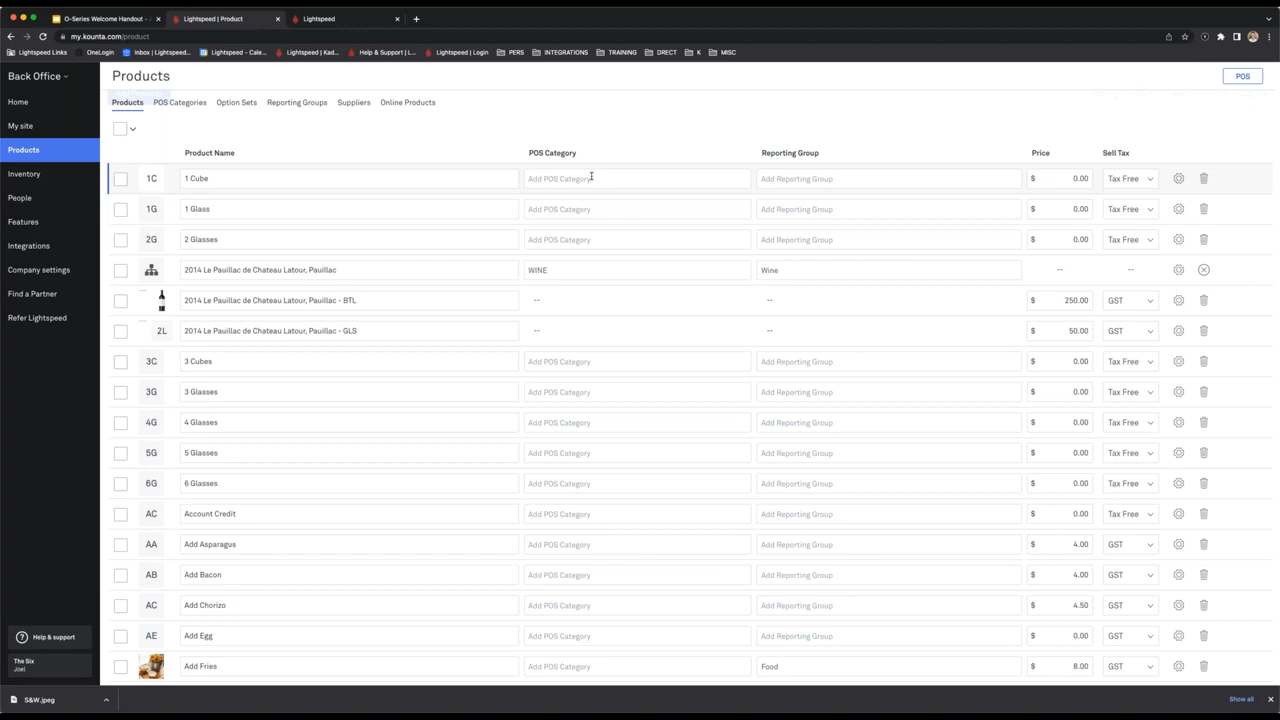 O-Series Welcome Handout - A
Lightspeed | Product
Lightspeed
my.kounta.com/product
Lightspeed Links
OneLogin
Inbox | Lightspeed...
Lightspeed - Cale...
Lightspeed | Kad...
Help & Support | L...
Lightspeed | Login
PERS
INTEGRATIONS
TRAINING
DRECT
K
MISC
Back Office
Products
POS
Home
My site
Products
Inventory
People
Features
Integrations
Company settings
Find a Partner
Refer Lightspeed
Products POS Categories Option Sets Reporting Groups Suppliers Online Products
Product Name POS Category Reporting Group Price Sell Tax
1C 1 Cube Add POS Category Add Reporting Group $ 0.00 Tax Free
1G 1 Glass Add POS Category Add Reporting Group $ 0.00 Tax Free
2G 2 Glasses Add POS Category Add Reporting Group $ 0.00 Tax Free
2014 Le Pauillac de Chateau Latour, Pauillac WINE Wine -- --
2014 Le Pauillac de Chateau Latour, Pauillac - BTL -- -- $ 250.00 GST
2L 2014 Le Pauillac de Chateau Latour, Pauillac - GLS -- -- $ 50.00 GST
3C 3 Cubes Add POS Category Add Reporting Group $ 0.00 Tax Free
3G 3 Glasses Add POS Category Add Reporting Group $ 0.00 Tax Free
4G 4 Glasses Add POS Category Add Reporting Group $ 0.00 Tax Free
5G 5 Glasses Add POS Category Add Reporting Group $ 0.00 Tax Free
6G 6 Glasses Add POS Category Add Reporting Group $ 0.00 Tax Free
AC Account Credit Add POS Category Add Reporting Group $ 0.00 Tax Free
AA Add Asparagus Add POS Category Add Reporting Group $ 4.00 GST
AB Add Bacon Add POS Category Add Reporting Group $ 4.00 GST
AC Add Chorizo Add POS Category Add Reporting Group $ 4.50 GST
AE Add Egg Add POS Category Add Reporting Group $ 0.00 GST
Add Fries Add POS Category Food $ 8.00 GST
? Help & support
The Six
Joel
S&W.jpeg
Show all